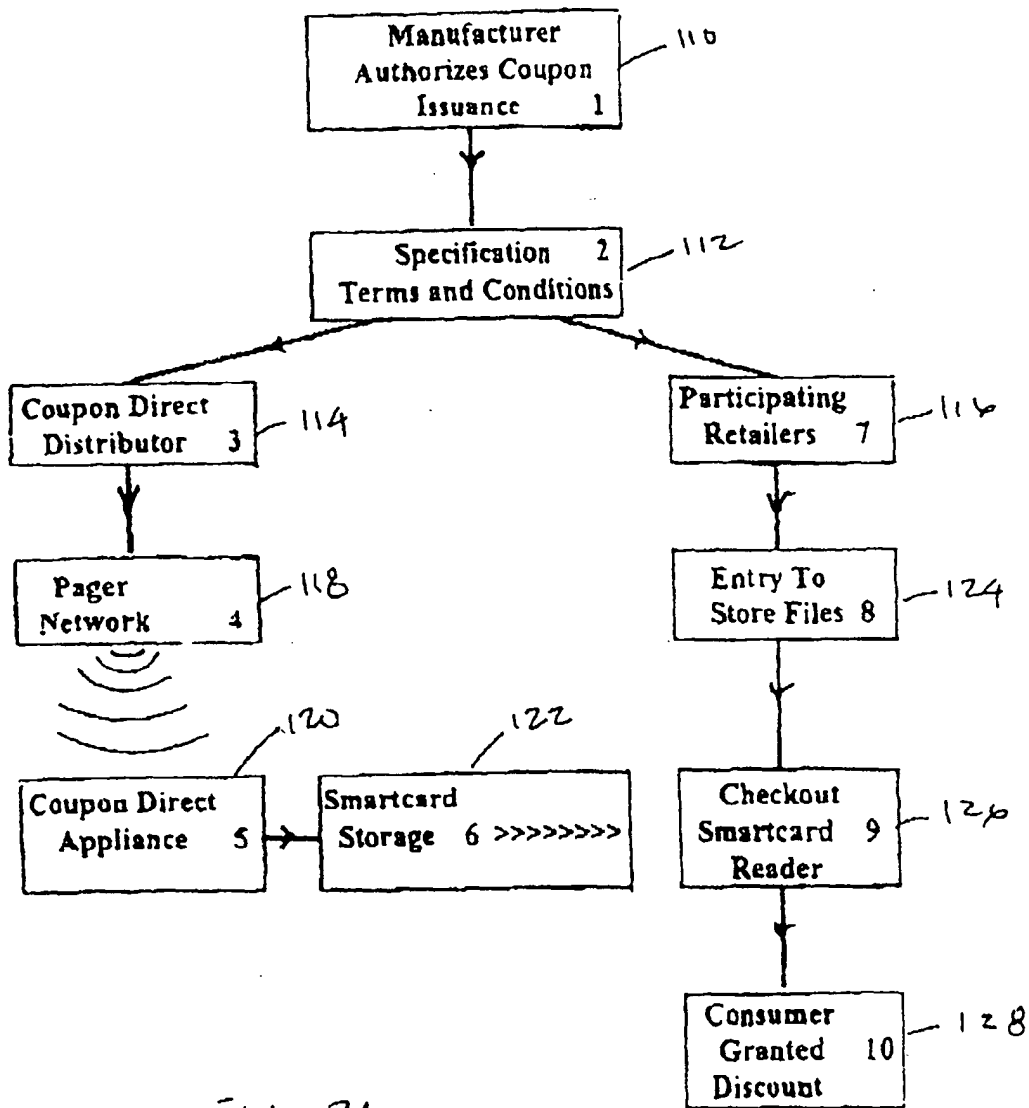 Manufacturer
Authorizes Coupon
Issuance 1
110
Specification 2
Terms and Conditions
112
Coupon Direct
Distributor 3
114
Participating
Retailers 7
116
Pager
Network 4
118
Entry To
Store Files 8
124
120
122
Coupon Direct
Appliance 5
Smartcard
Storage 6 >>>>>>>>
Checkout
Smartcard 9
Reader
126
Consumer
Granted 10
Discount
128